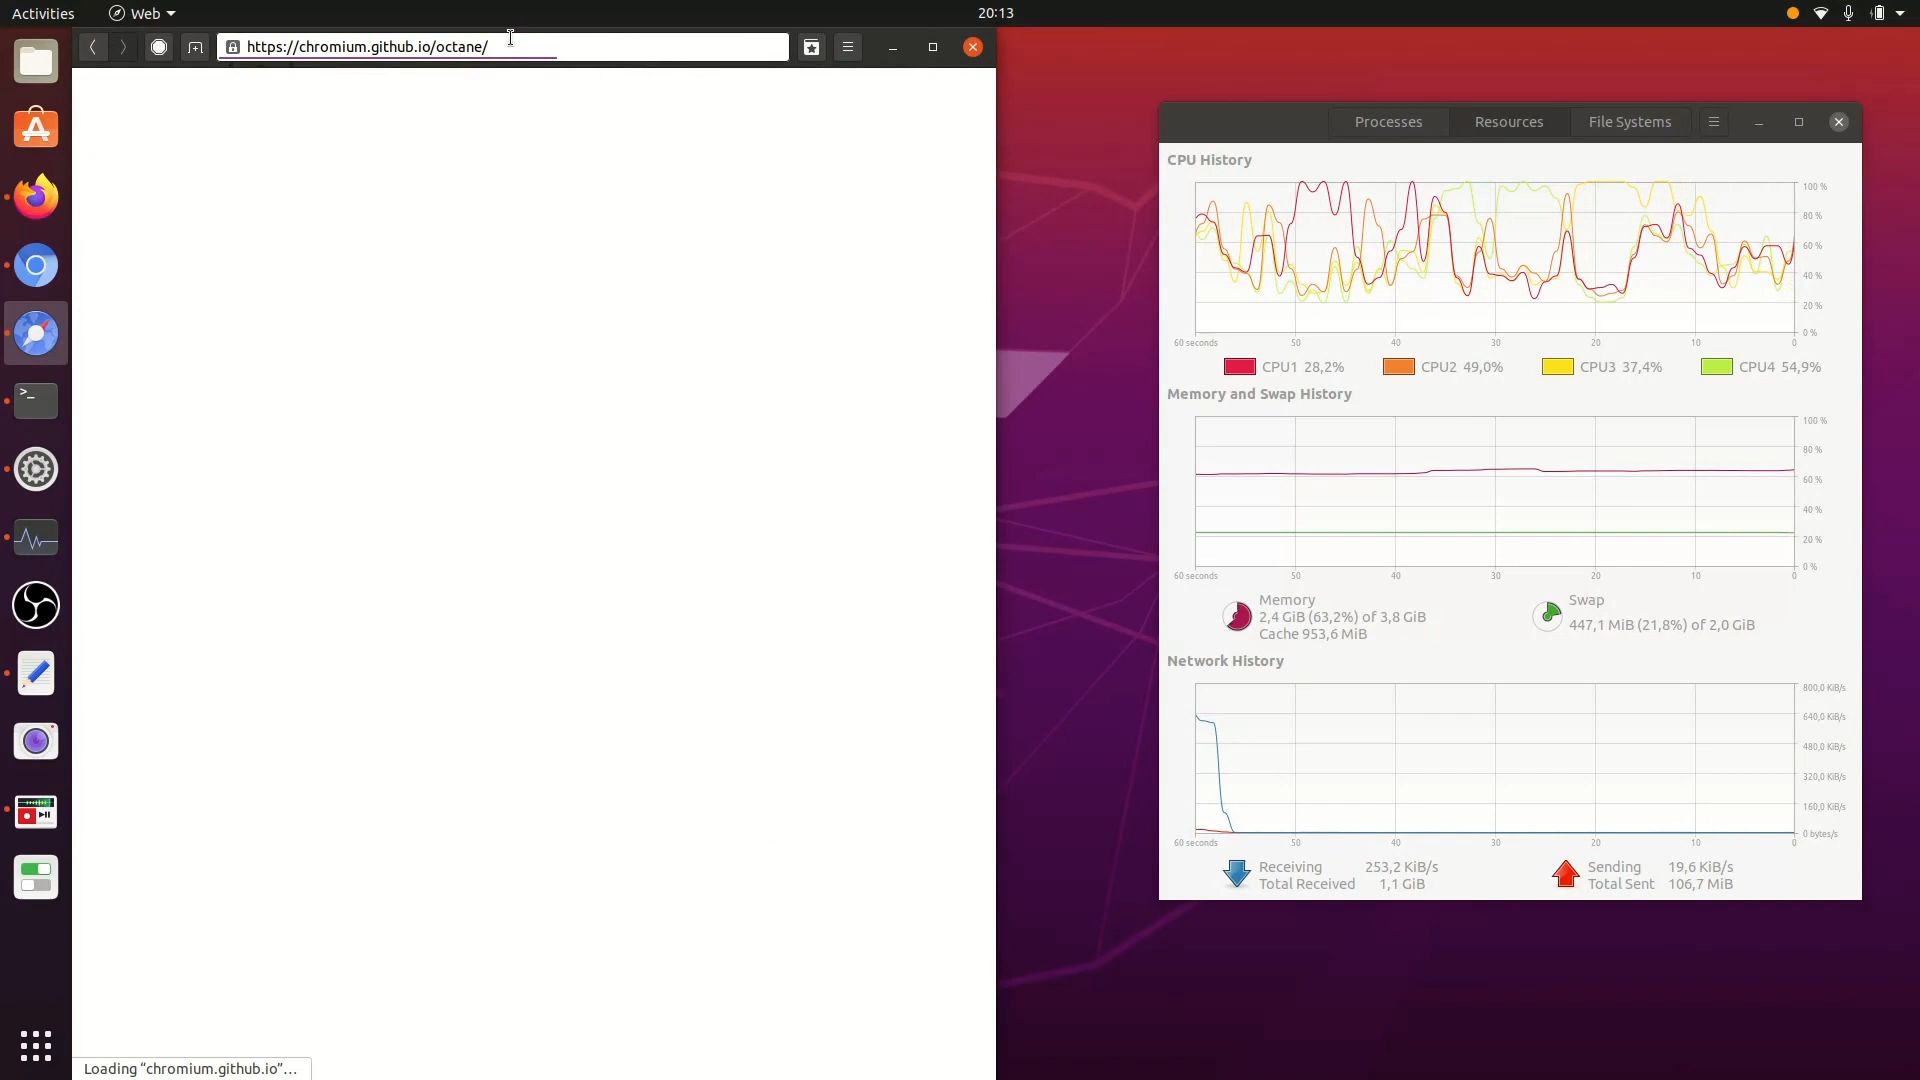 Activities
Web
20:13
https://chromium.github.io/octane/
Processes
Resources
File Systems
CPU History
100 %
80 %
60 %
40 %
20 %
0 %
60 seconds 50 40 30 20 10 0
CPU1 28,2%
CPU2 49,0%
CPU3 37,4%
CPU4 54,9%
Memory and Swap History
100 %
80 %
60 %
40 %
20 %
0 %
60 seconds 50 40 30 20 10 0
Memory
2,4 GiB (63,2%) of 3,8 GiB
Cache 953,6 MiB
Swap
447,1 MiB (21,8%) of 2,0 GiB
Network History
800,0 KiB/s
640,0 KiB/s
480,0 KiB/s
320,0 KiB/s
160,0 KiB/s
0 bytes/s
60 seconds 50 40 30 20 10 0
Receiving 253,2 KiB/s
Total Received 1,1 GiB
Sending 19,6 KiB/s
Total Sent 106,7 MiB
Loading “chromium.github.io”…